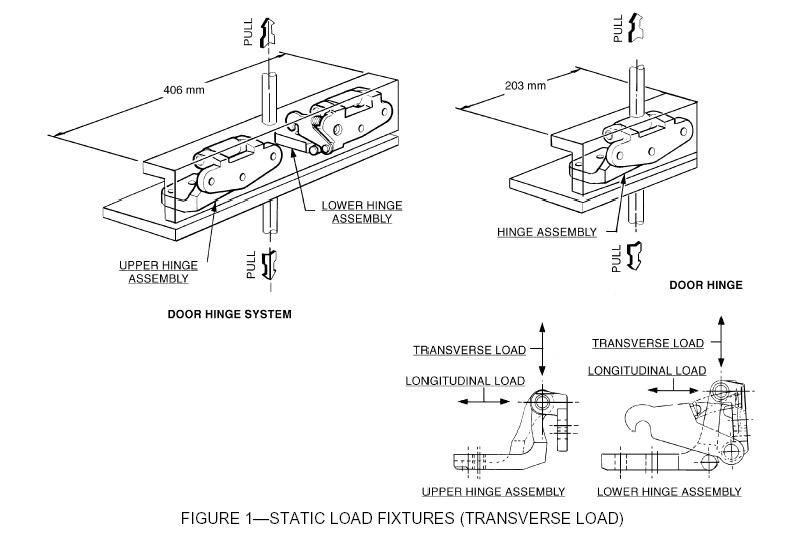 PULL
406 mm
LOWER HINGE
ASSEMBLY
UPPER HINGE
ASSEMBLY
PULL
DOOR HINGE SYSTEM
PULL
203 mm
HINGE ASSEMBLY
PULL
DOOR HINGE
TRANSVERSE LOAD
LONGITUDINAL LOAD
UPPER HINGE ASSEMBLY
TRANSVERSE LOAD
LONGITUDINAL LOAD
LOWER HINGE ASSEMBLY
FIGURE 1—STATIC LOAD FIXTURES (TRANSVERSE LOAD)